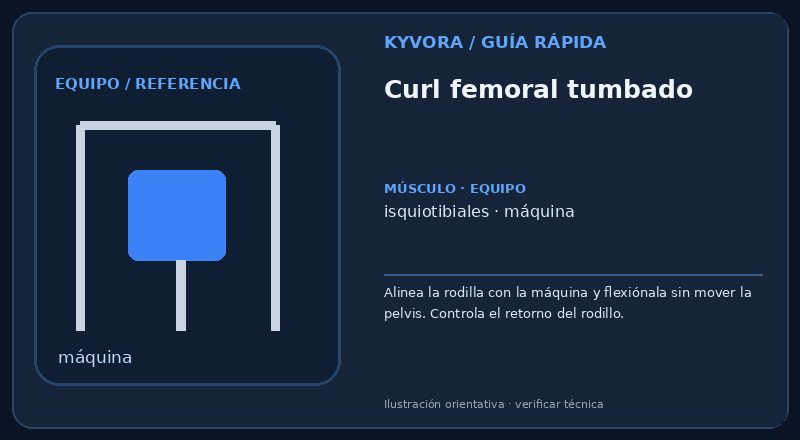 EQUIPO / REFERENCIA
máquina
KYVORA / GUÍA RÁPIDA
Curl femoral tumbado
MÚSCULO · EQUIPO
isquiotibiales · máquina
Alinea la rodilla con la máquina y flexiónala sin mover la
pelvis. Controla el retorno del rodillo.
Ilustración orientativa · verificar técnica